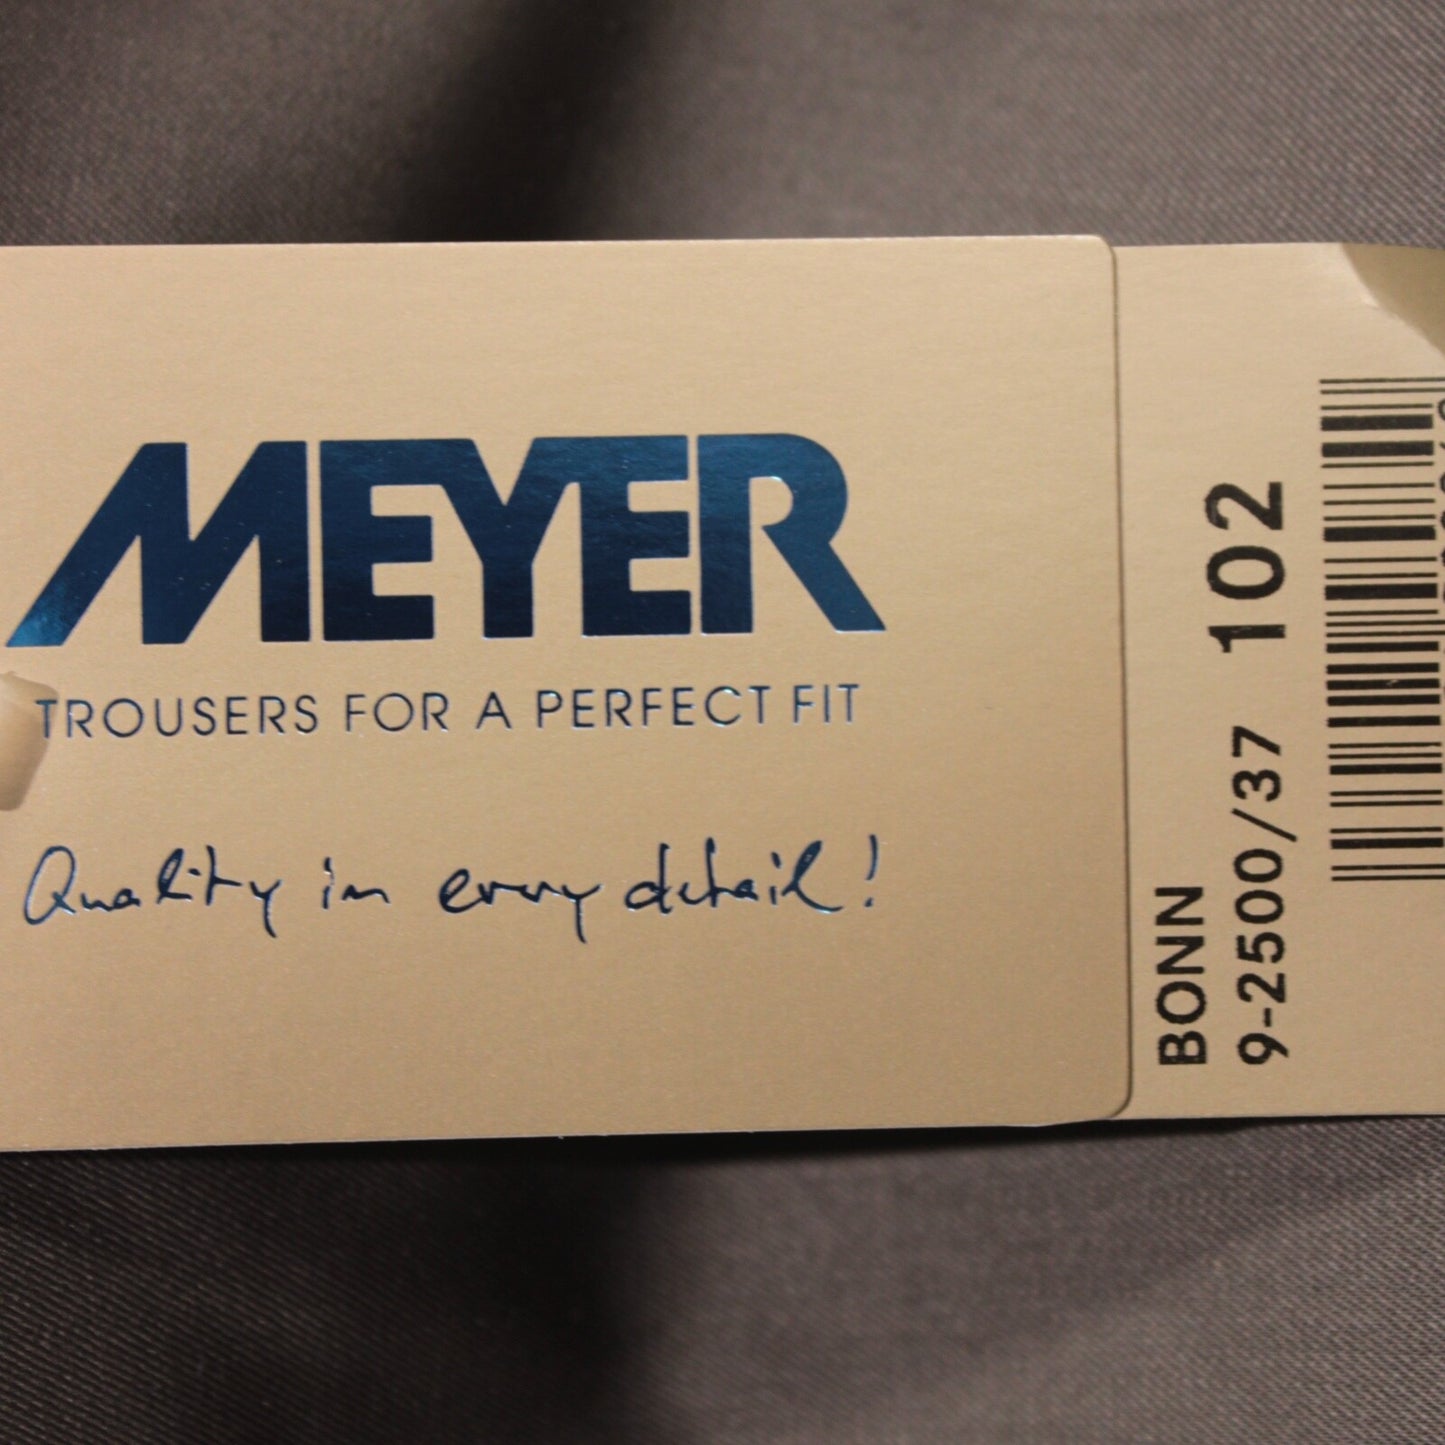 MEYER
TROUSERS FOR A PERFECT FIT
Quality in every detail!
BONN
9-2500/37 102